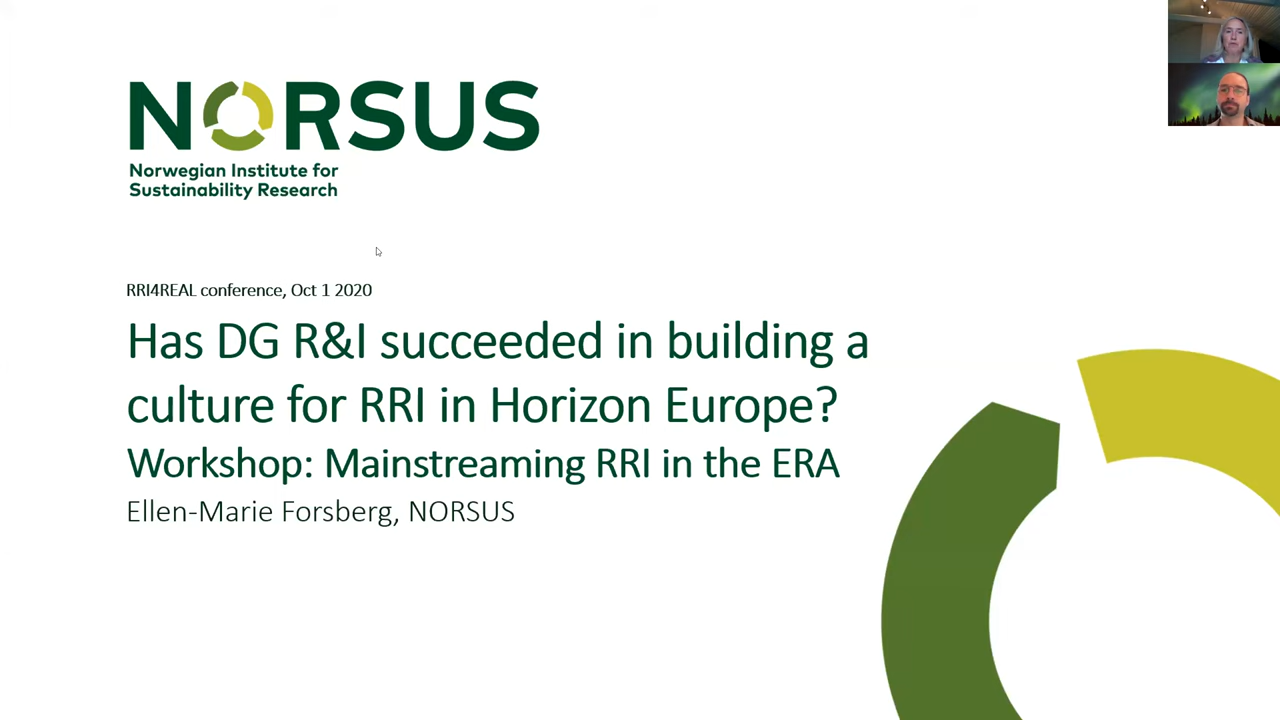 NORSUS
Norwegian Institute for
Sustainability Research
RRI4REAL conference, Oct 1 2020
Has DG R&I succeeded in building a
culture for RRI in Horizon Europe?
Workshop: Mainstreaming RRI in the ERA
Ellen-Marie Forsberg, NORSUS